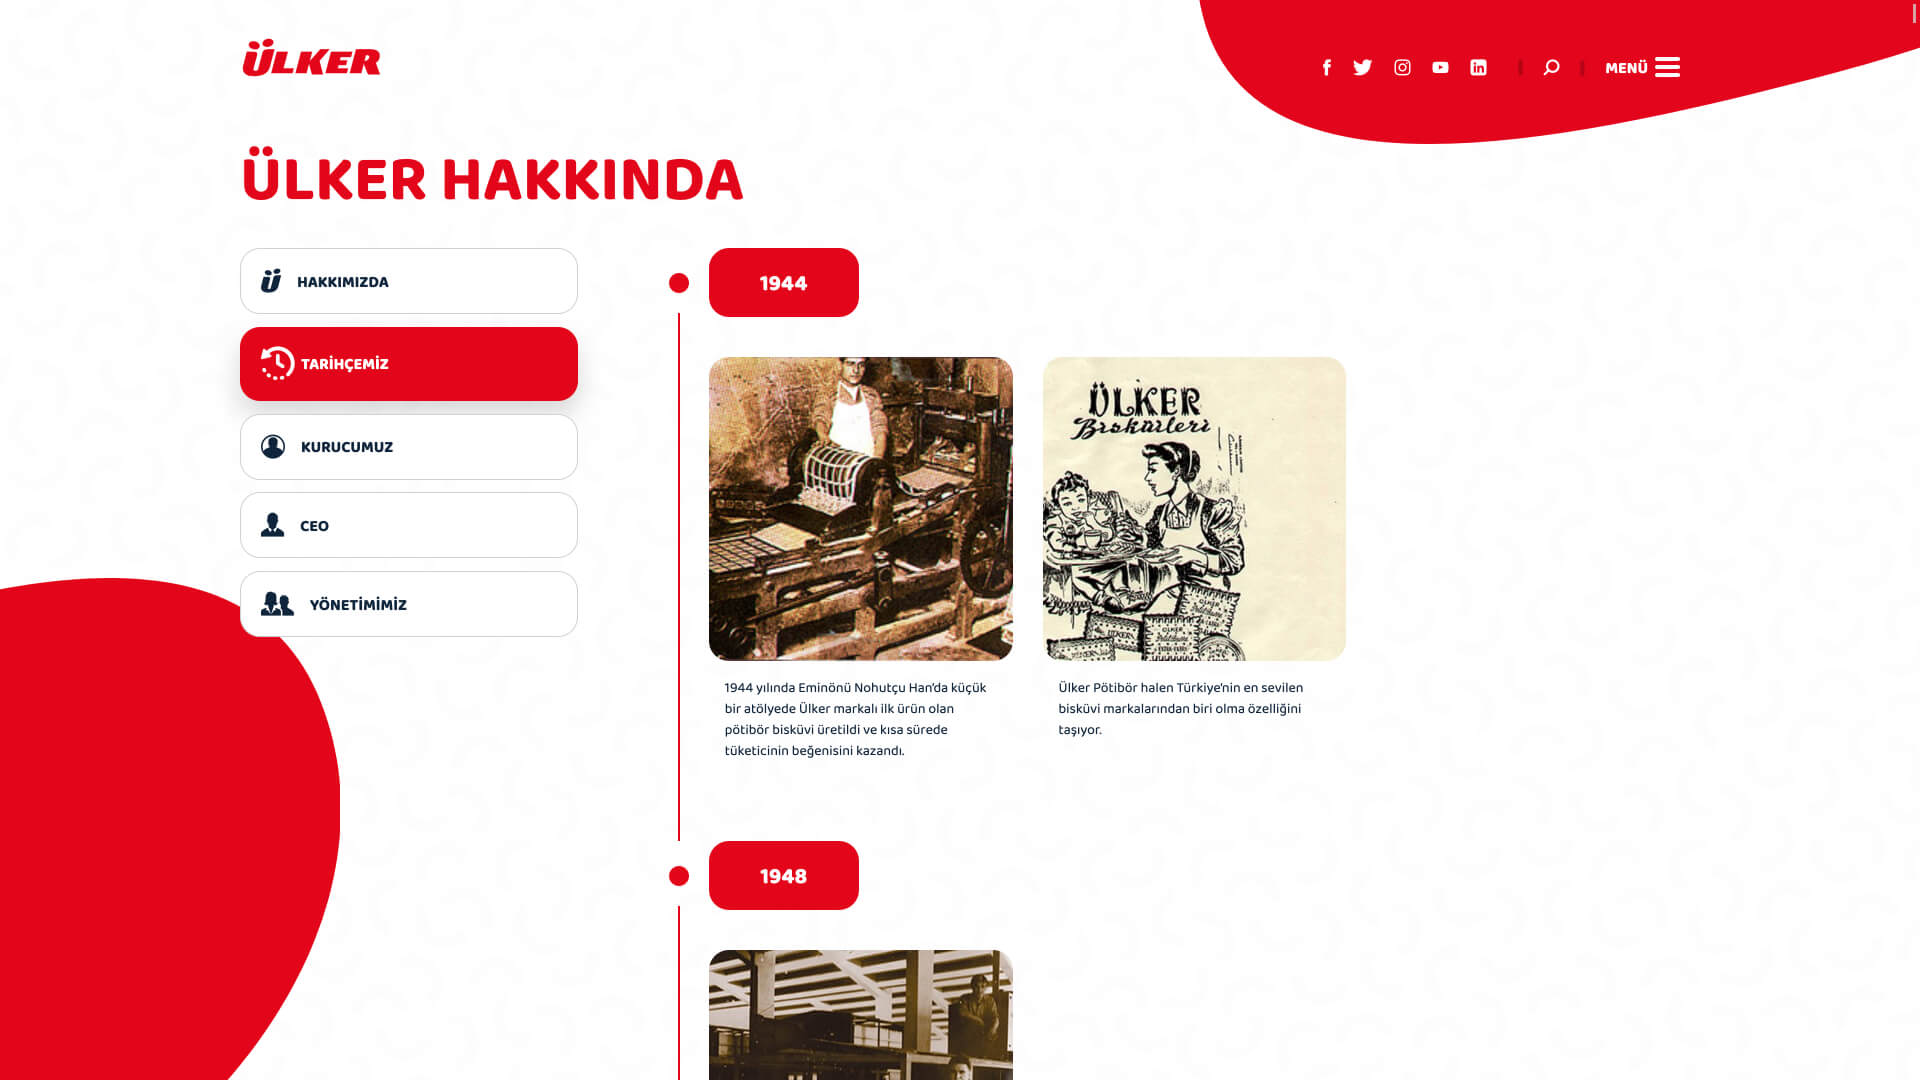 ÜLKER
MENÜ
ÜLKER HAKKINDA
HAKKIMIZDA
TARİHÇEMİZ
KURUCUMUZ
CEO
YÖNETİMİMİZ
1944
ÜLKER
Bisküileri
1944 yılında Eminönü Nohutçu Han'da küçük
bir atölyede Ülker markalı ilk ürün olan
pötibör bisküvi üretildi ve kısa sürede
tüketicinin beğenisini kazandı.
Ülker Pötibör halen Türkiye'nin en sevilen
bisküvi markalarından biri olma özelliğini
taşıyor.
1948